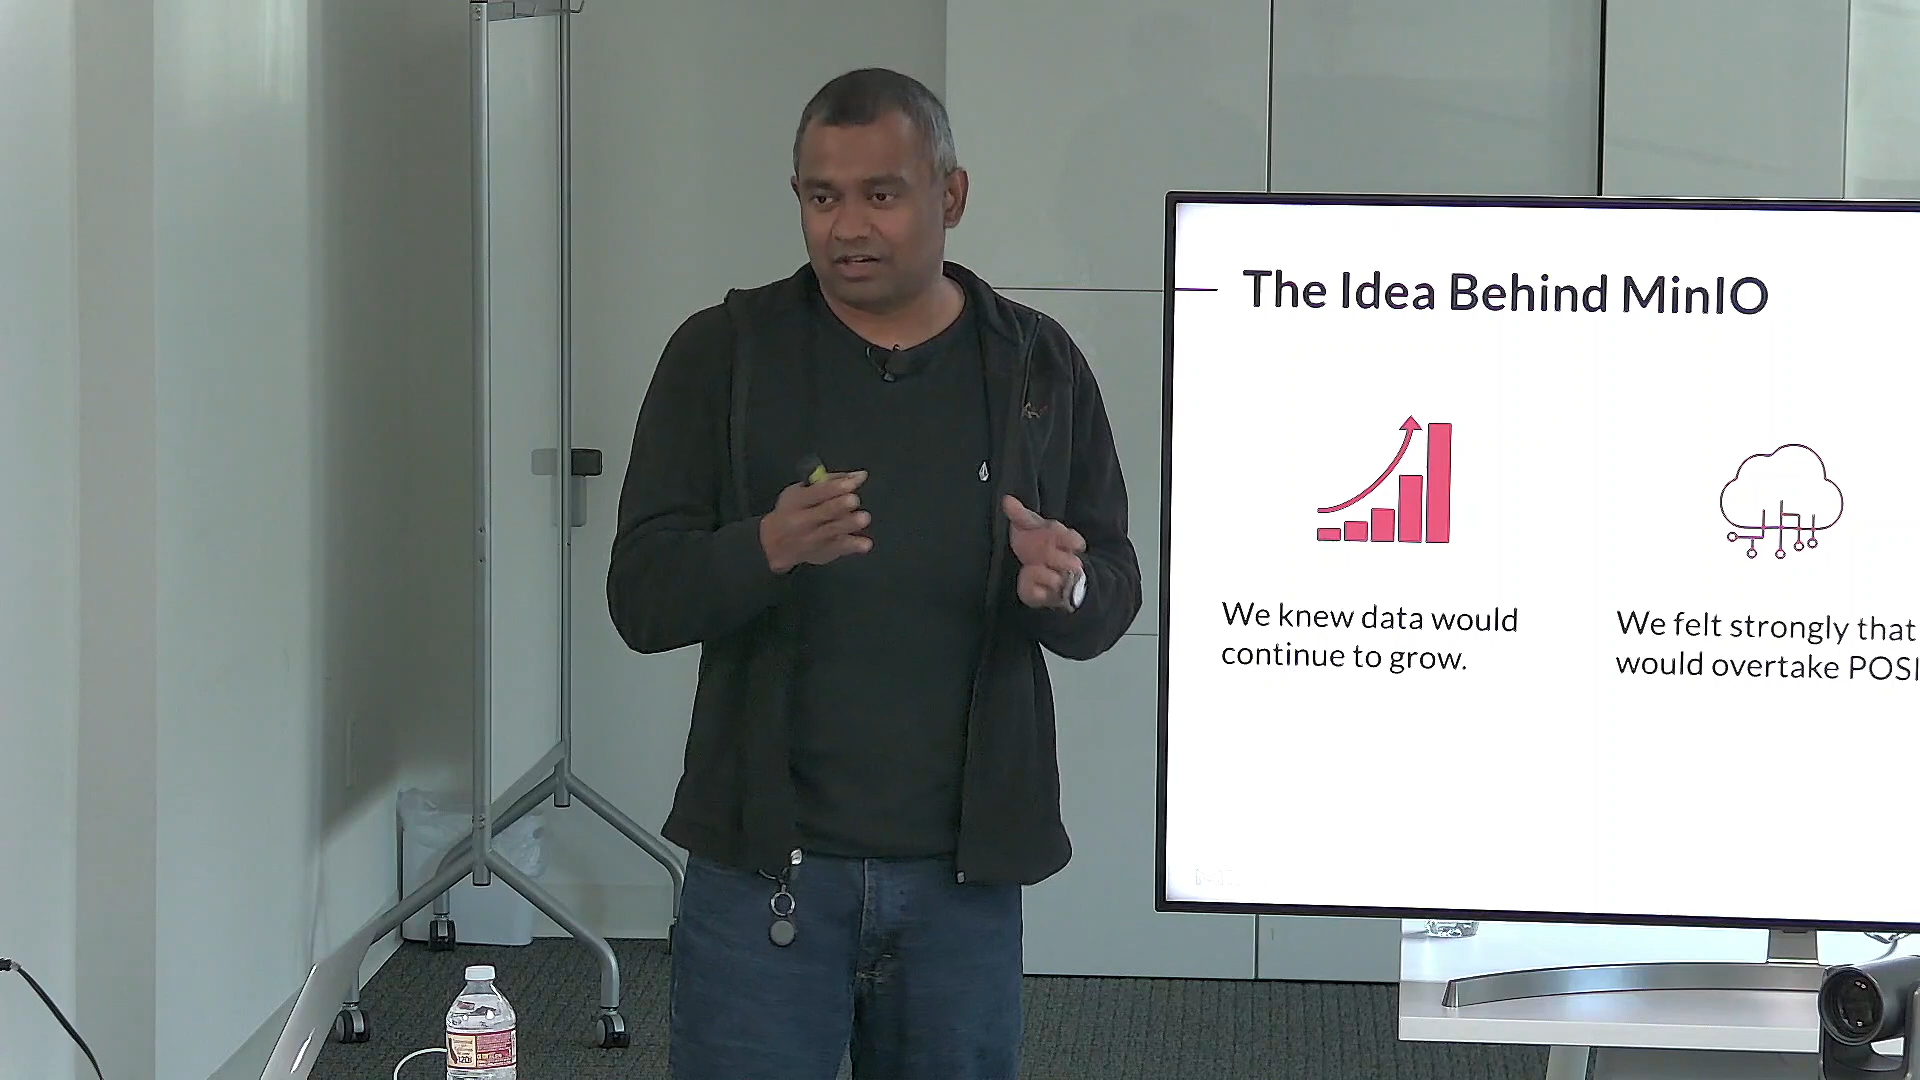 The Idea Behind MinIO
We knew data would
continue to grow.
We felt strongly that
would overtake POSI